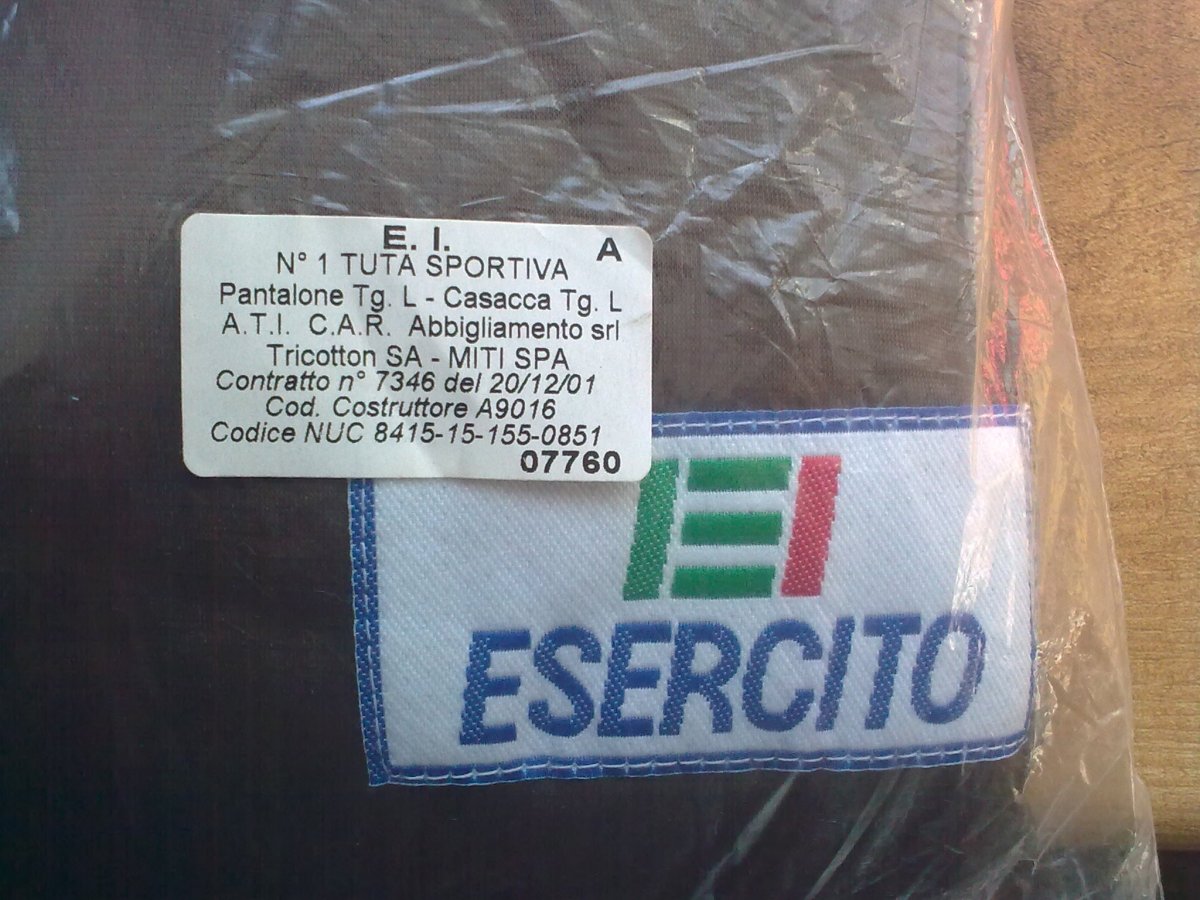 E. I. A
N° 1 TUTA SPORTIVA
Pantalone Tg. L - Casacca Tg. L
A.T.I. C.A.R. Abbigliamento srl
Tricotton SA - MITI SPA
Contratto n° 7346 del 20/12/01
Cod. Costruttore A9016
Codice NUC 8415-15-155-0851
07760
EI
ESERCITO